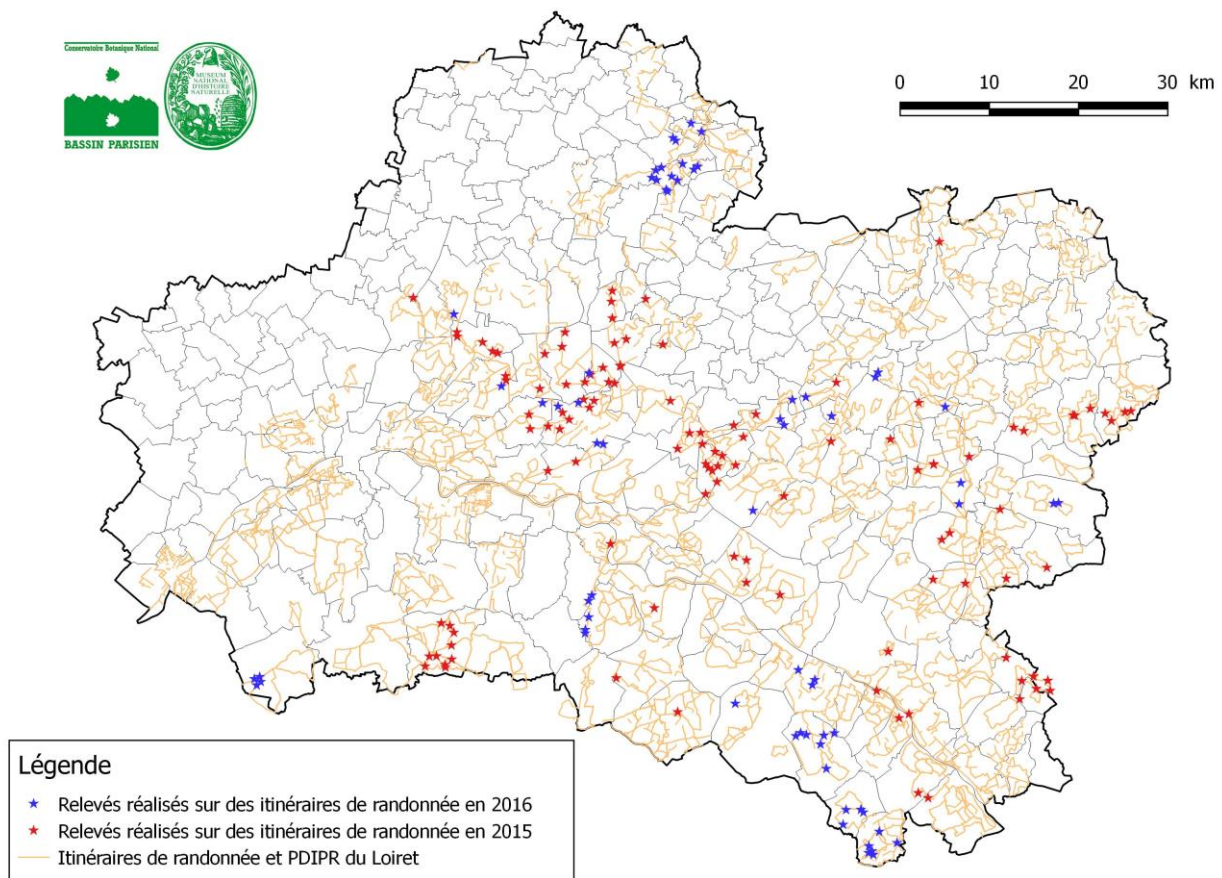 Conservatoire Botanique National
BASSIN PARISIEN
MUSEUM
NATIONAL
D'HISTOIRE
NATURELLE
0 10 20 30 km
Légende
Relevés réalisés sur des itinéraires de randonnée en 2016
Relevés réalisés sur des itinéraires de randonnée en 2015
Itinéraires de randonnée et PDIPR du Loiret